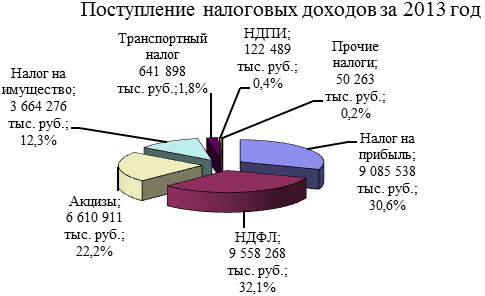 Поступление налоговых доходов за 2013 год
Транспортный
налог
641 898
тыс. руб.;1,8%
НДПИ;
122 489
тыс. руб.;
0,4%
Прочие
налоги;
50 263
тыс. руб.;
0,2%
Налог на
имущество;
3 664 276
тыс. руб.;
12,3%
Налог на
прибыль;
9 085 538
тыс. руб.;
30,6%
Акцизы;
6 610 911
тыс. руб.;
22,2%
НДФЛ;
9 558 268
тыс. руб.;
32,1%